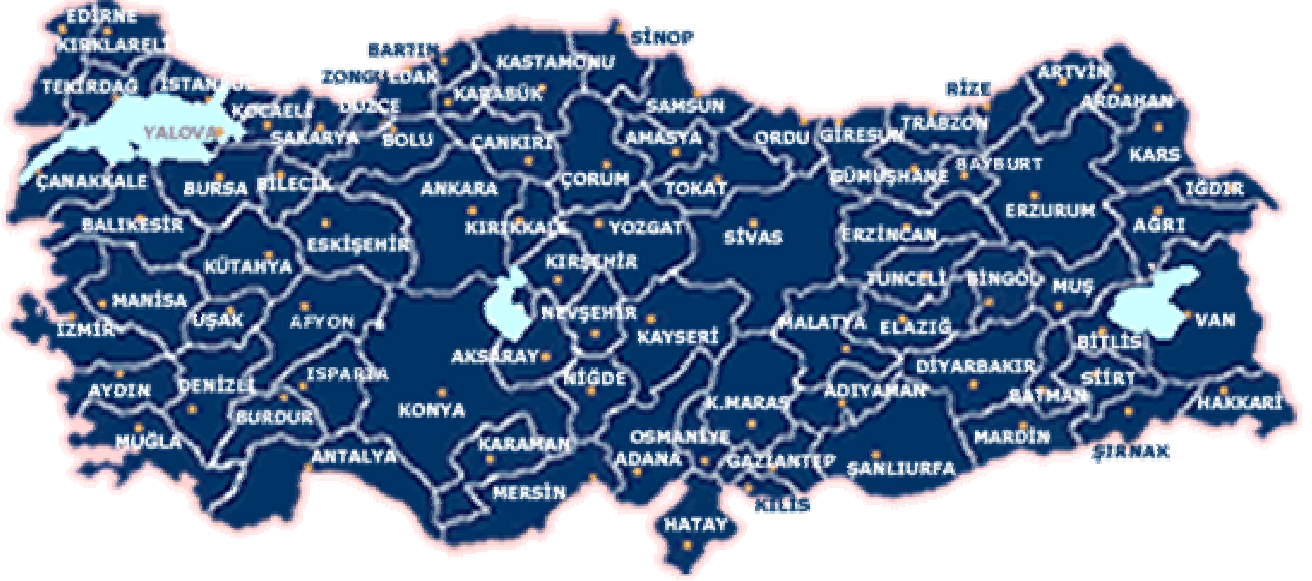 EDİRNE
KIRKLARELİ
TEKİRDAĞ
İSTANBUL
YALOVA
KOCAELİ
SAKARYA
DÜZCE
ZONGULDAK
BARTIN
KARABÜK
KASTAMONU
SİNOP
SAMSUN
AMASYA
ORDU
GİRESUN
TRABZON
RİZE
ARTVİN
ARDAHAN
KARS
IĞDIR
AĞRI
ERZURUM
BAYBURT
GÜMÜŞHANE
TOKAT
ÇORUM
ÇANKIRI
BOLU
ANKARA
BİLECİK
BURSA
ÇANAKKALE
BALIKESİR
ESKİŞEHİR
KÜTAHYA
KIRIKKALE
YOZGAT
SİVAS
ERZİNCAN
TUNCELİ
BİNGÖL
MUŞ
VAN
BİTLİS
ELAZIĞ
MALATYA
KAYSERİ
NEVŞEHİR
KIRŞEHİR
AKSARAY
AFYON
UŞAK
MANİSA
İZMİR
AYDIN
DENİZLİ
ISPARTA
BURDUR
KONYA
NİĞDE
K.MARAŞ
ADIYAMAN
DİYARBAKIR
BATMAN
SİİRT
HAKKARİ
ŞIRNAK
MARDİN
ŞANLIURFA
GAZİANTEP
KİLİS
OSMANİYE
ADANA
KARAMAN
MERSİN
ANTALYA
MUĞLA
HATAY